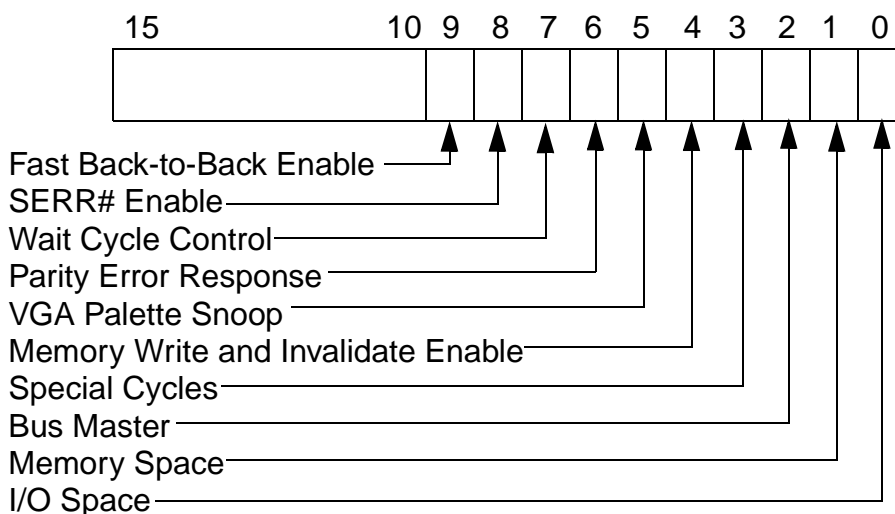 15 10 9 8 7 6 5 4 3 2 1 0
Fast Back-to-Back Enable
SERR# Enable
Wait Cycle Control
Parity Error Response
VGA Palette Snoop
Memory Write and Invalidate Enable
Special Cycles
Bus Master
Memory Space
I/O Space